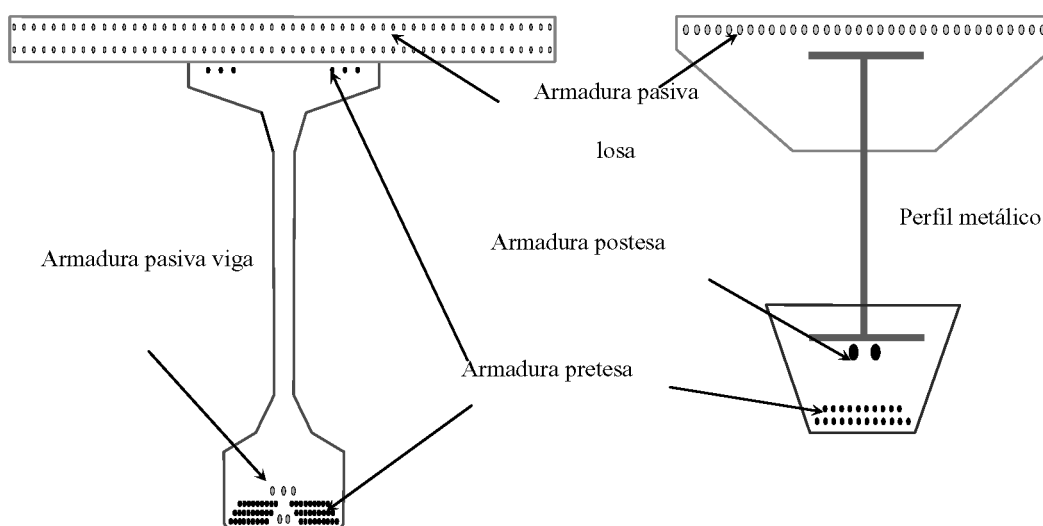 Armadura pasiva
losa
Perfil metálico
Armadura postesa
Armadura pasiva viga
Armadura pretesa